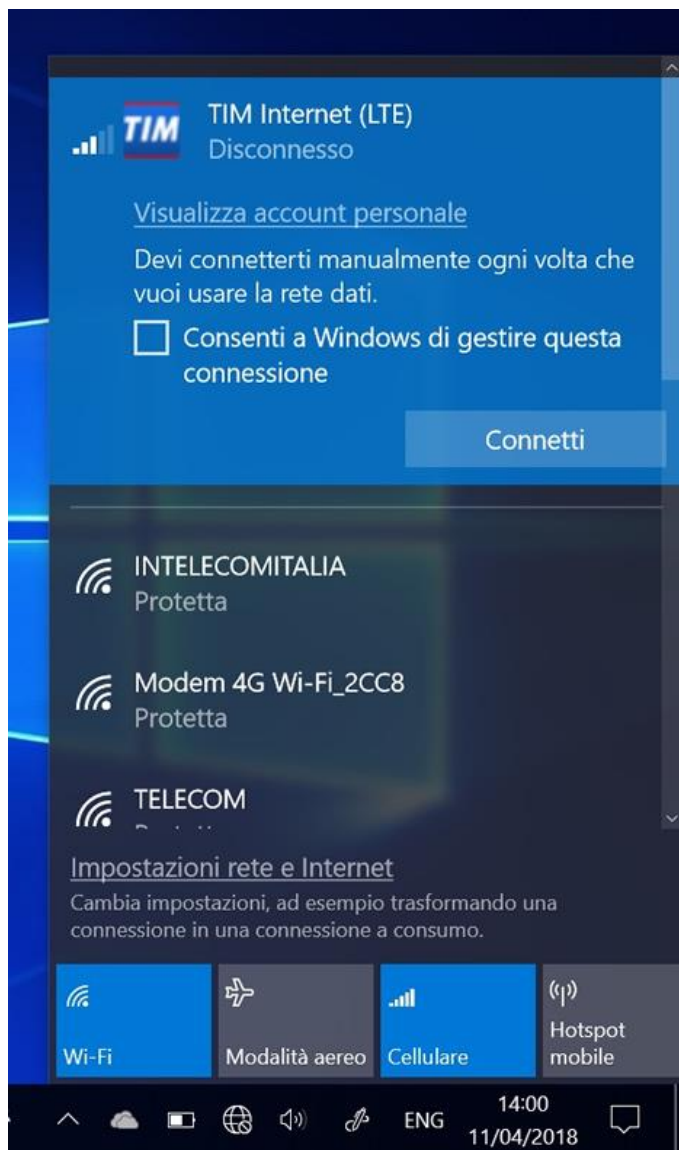 TIM
TIM Internet (LTE)
Disconnesso
Visualizza account personale
Devi connetterti manualmente ogni volta che
vuoi usare la rete dati.
Consenti a Windows di gestire questa
connessione
Connetti
INTELECOMITALIA
Protetta
Modem 4G Wi-Fi_2CC8
Protetta
TELECOM
Impostazioni rete e Internet
Cambia impostazioni, ad esempio trasformando una
connessione in una connessione a consumo.
Wi-Fi
Modalità aereo
Cellulare
Hotspot
mobile
ENG
14:00
11/04/2018